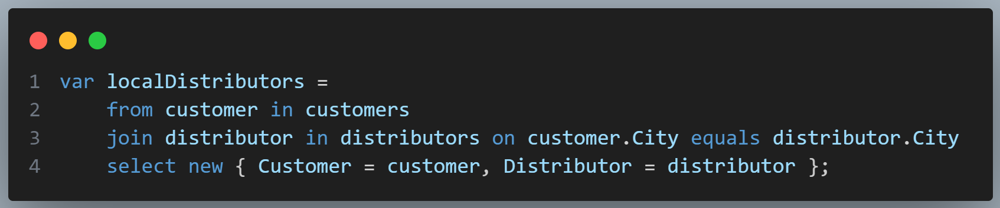 1 var localDistributors =
2     from customer in customers
3     join distributor in distributors on customer.City equals distributor.City
4     select new { Customer = customer, Distributor = distributor };